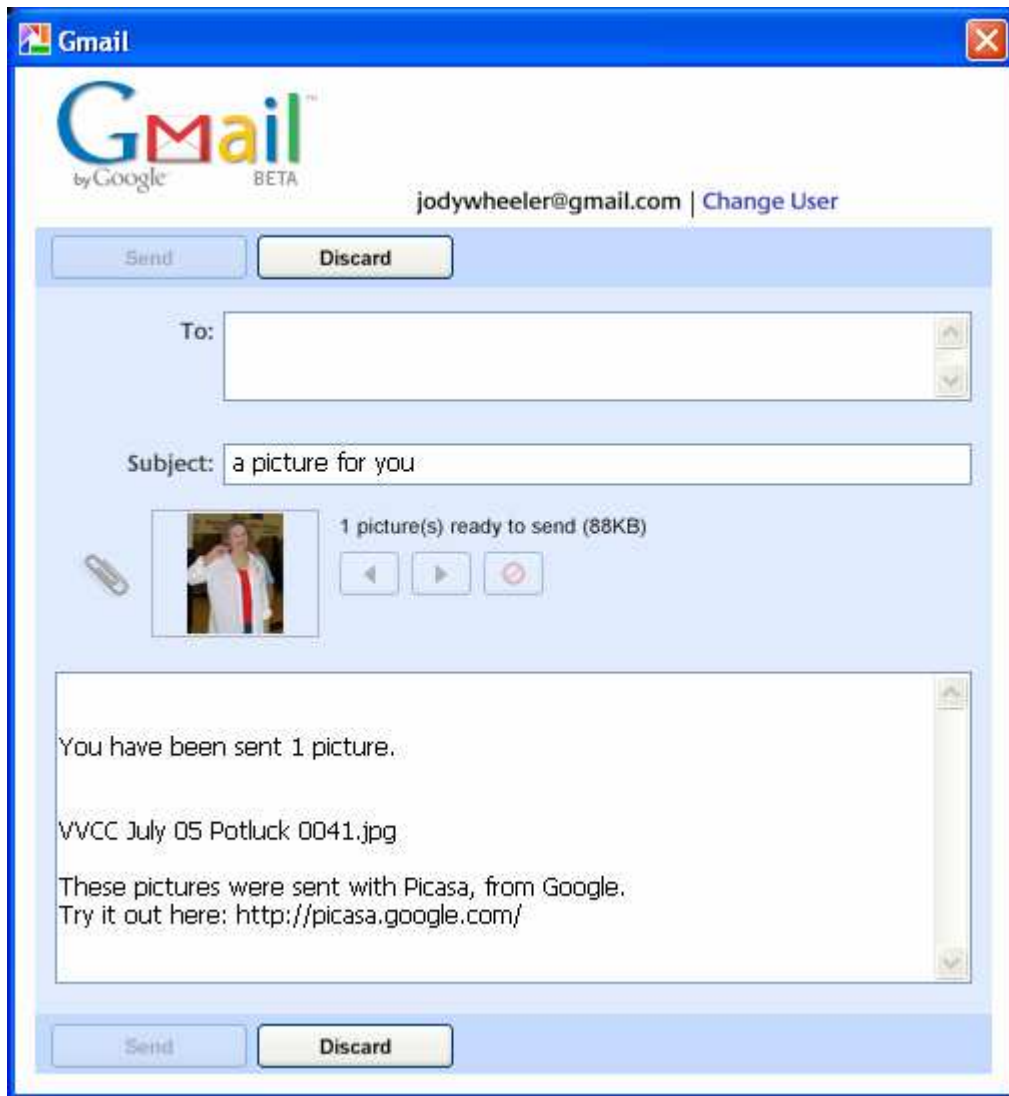 Gmail
GMail™
by Google BETA
jodywheeler@gmail.com | Change User
Send Discard
To:
Subject: a picture for you
1 picture(s) ready to send (88KB)
You have been sent 1 picture.
VVCC July 05 Potluck 0041.jpg
These pictures were sent with Picasa, from Google.
Try it out here: http://picasa.google.com/
Send Discard